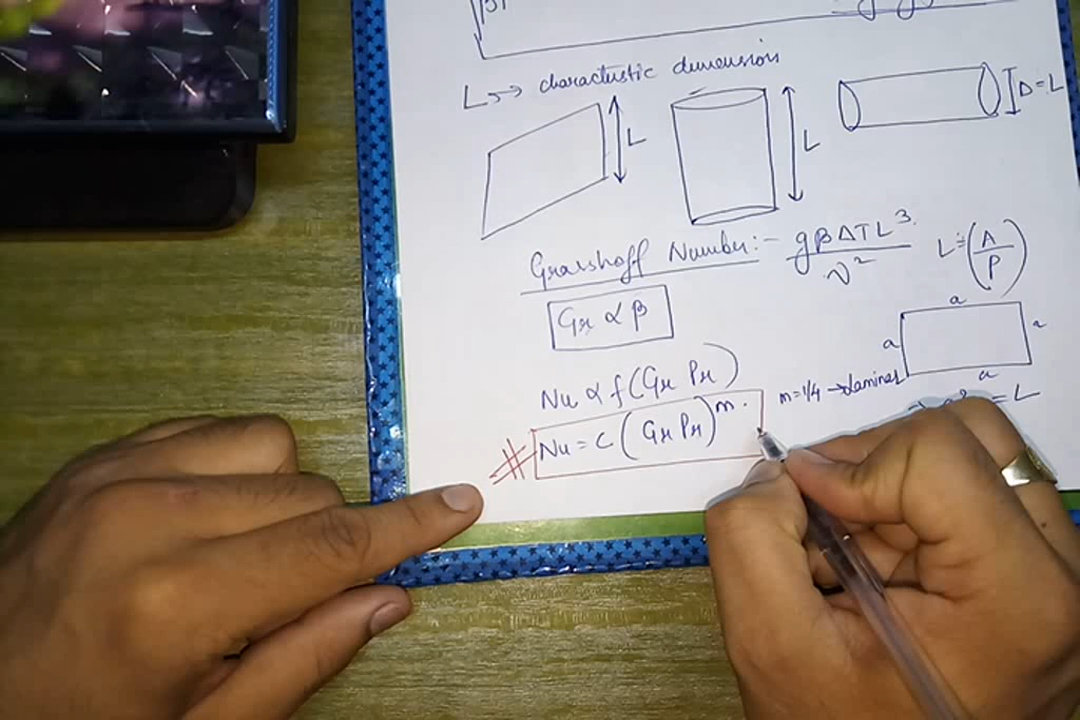 L → characteristic dimension
L
L
D = L
Grashoff Number:- gβΔTL³/ν²
L = (A/P)
Gr ∝ β
a
a
a
a
Nu ∝ f(Gr Pr)
m = 1/4 → Laminar
= L
Nu = C (Gr Pr)^m.